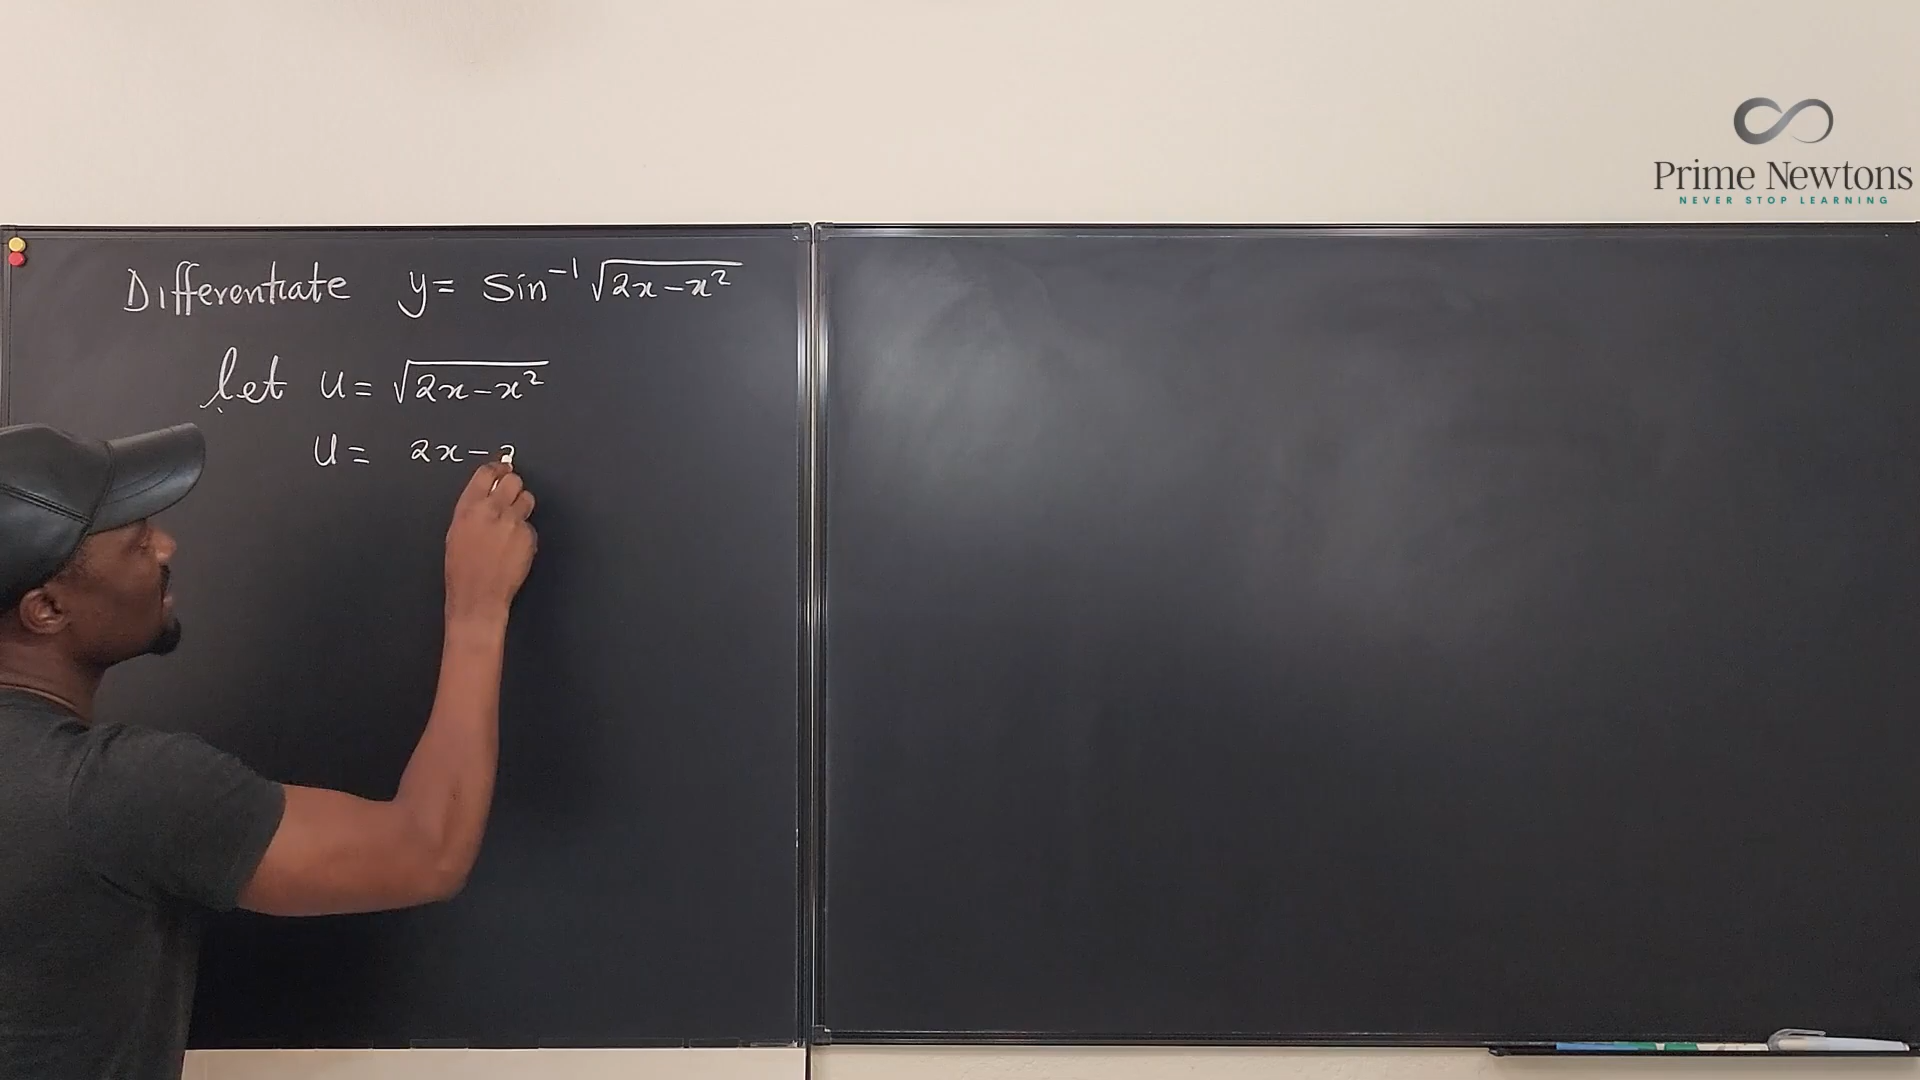 Prime Newtons
NEVER STOP LEARNING
Differentiate y = sin⁻¹ √(2x-x²)
let u = √(2x-x²)
u = 2x-